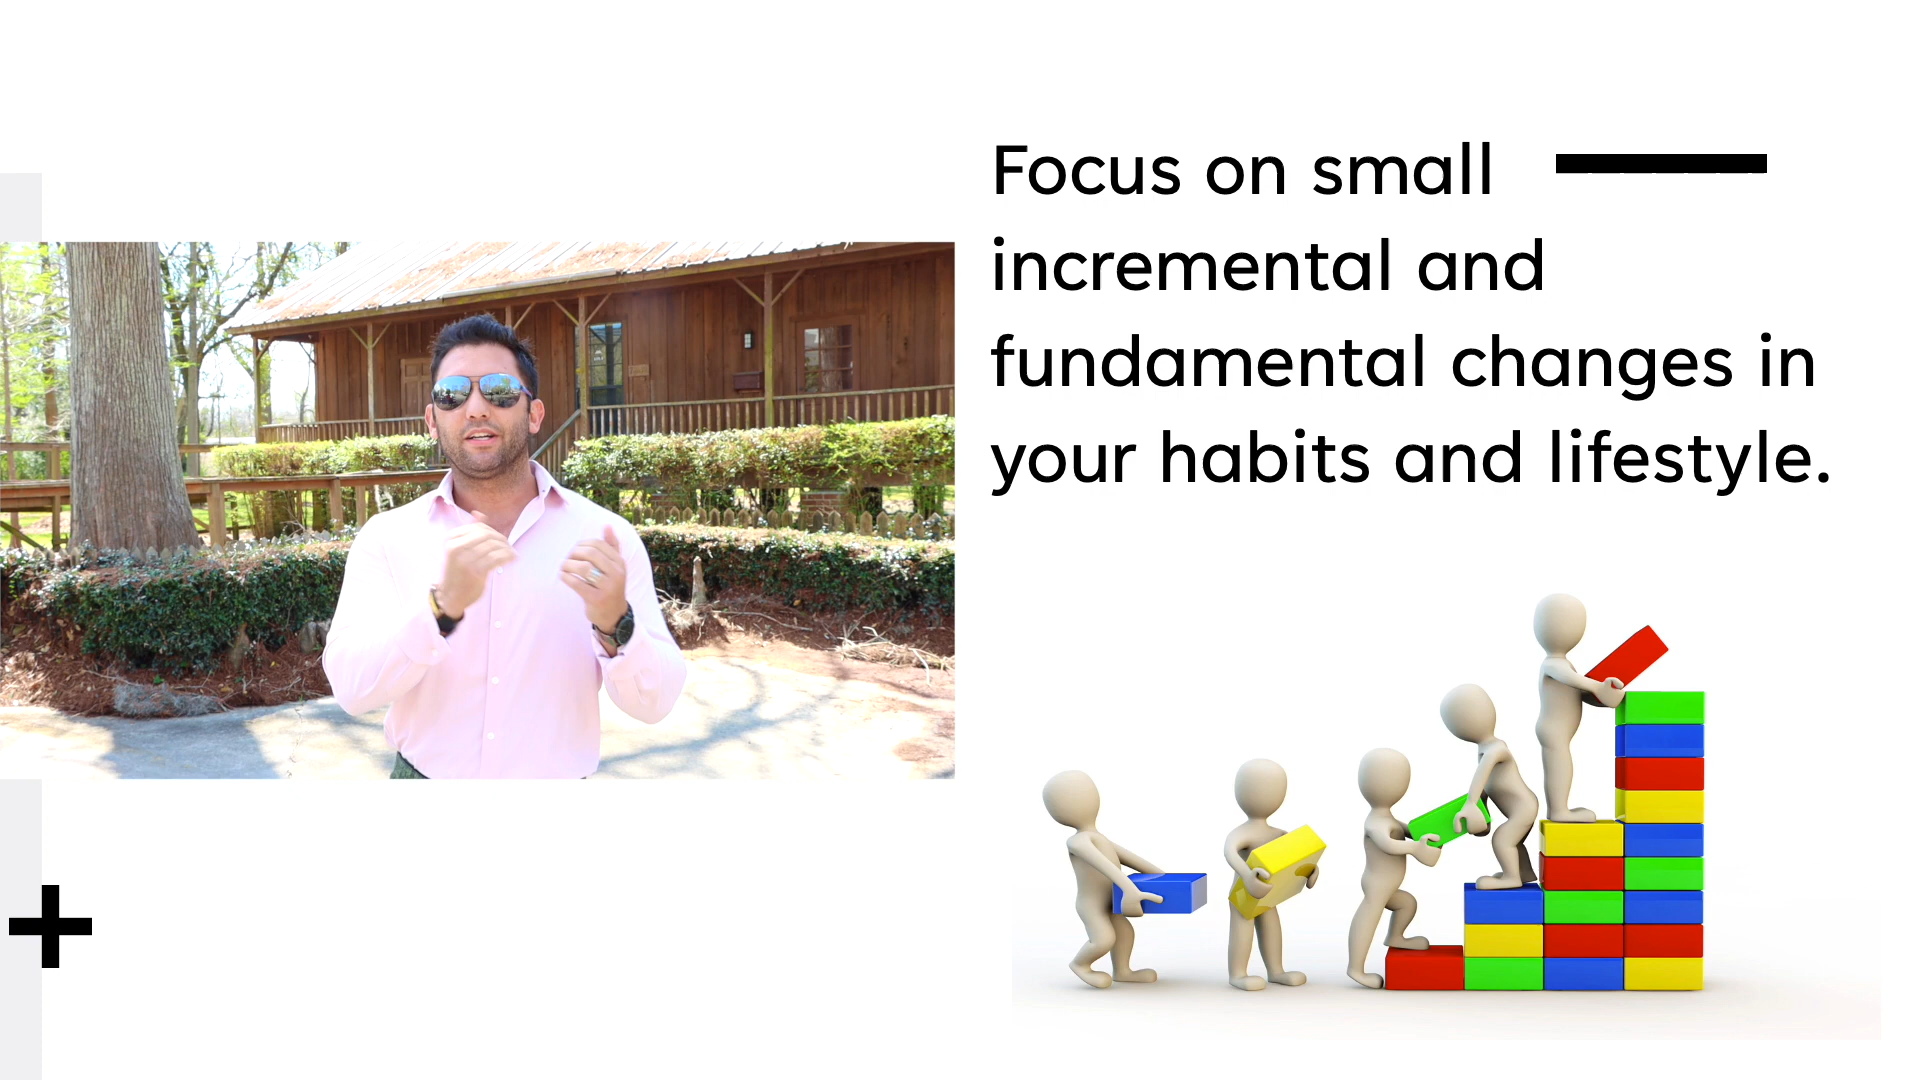 Focus on small
incremental and
fundamental changes in
your habits and lifestyle.